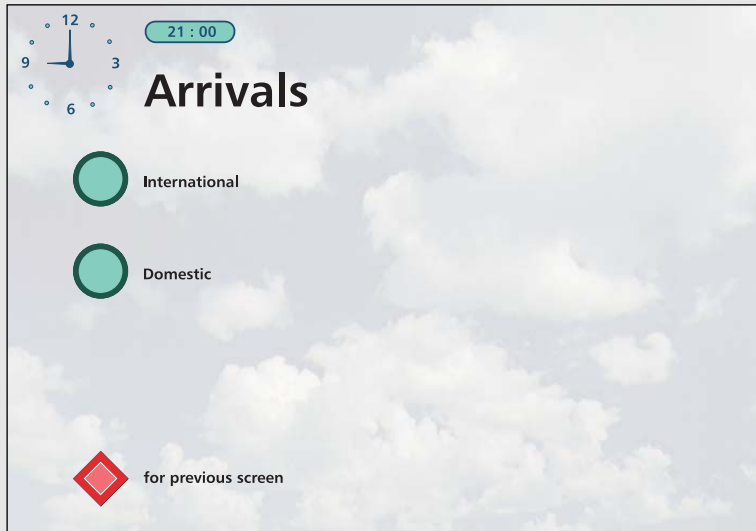 12
9
3
6
21 : 00
Arrivals
International
Domestic
for previous screen